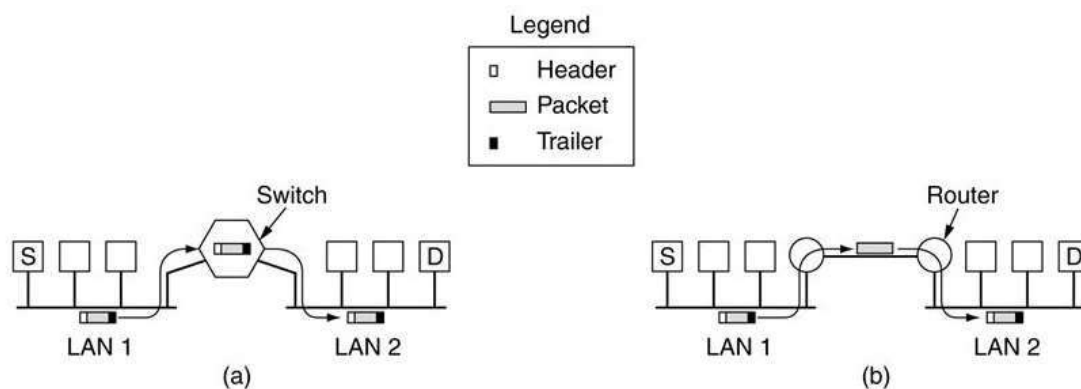 Legend
Header
Packet
Trailer
Switch
S
D
LAN 1
LAN 2
(a)
Router
S
D
LAN 1
LAN 2
(b)